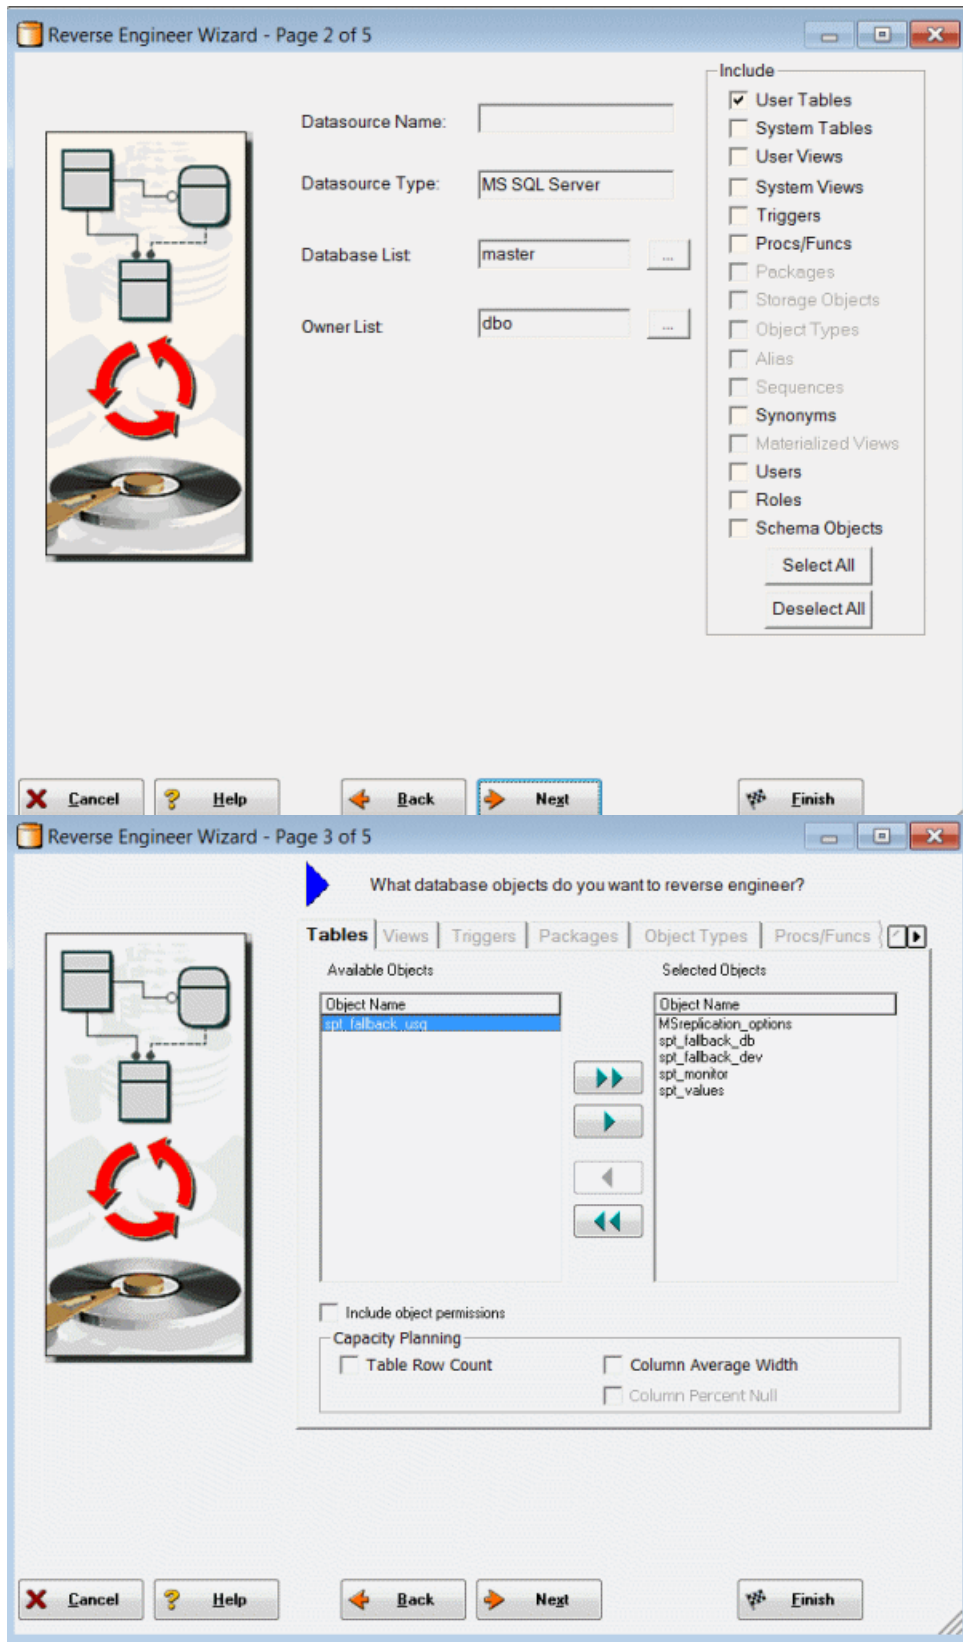 Reverse Engineer Wizard - Page 2 of 5
Include
User Tables
System Tables
User Views
System Views
Triggers
Procs/Funcs
Packages
Storage Objects
Object Types
Alias
Sequences
Synonyms
Materialized Views
Users
Roles
Schema Objects
Select All
Deselect All
Datasource Name:
Datasource Type: MS SQL Server
Database List master ...
Owner List dbo ...
Cancel Help Back Next Finish
Reverse Engineer Wizard - Page 3 of 5
What database objects do you want to reverse engineer?
Tables Views Triggers Packages Object Types Procs/Funcs
Available Objects
Object Name
spt_fallback_usg
Selected Objects
Object Name
MSreplication_options
spt_fallback_db
spt_fallback_dev
spt_monitor
spt_values
Include object permissions
Capacity Planning
Table Row Count Column Average Width
Column Percent Null
Cancel Help Back Next Finish